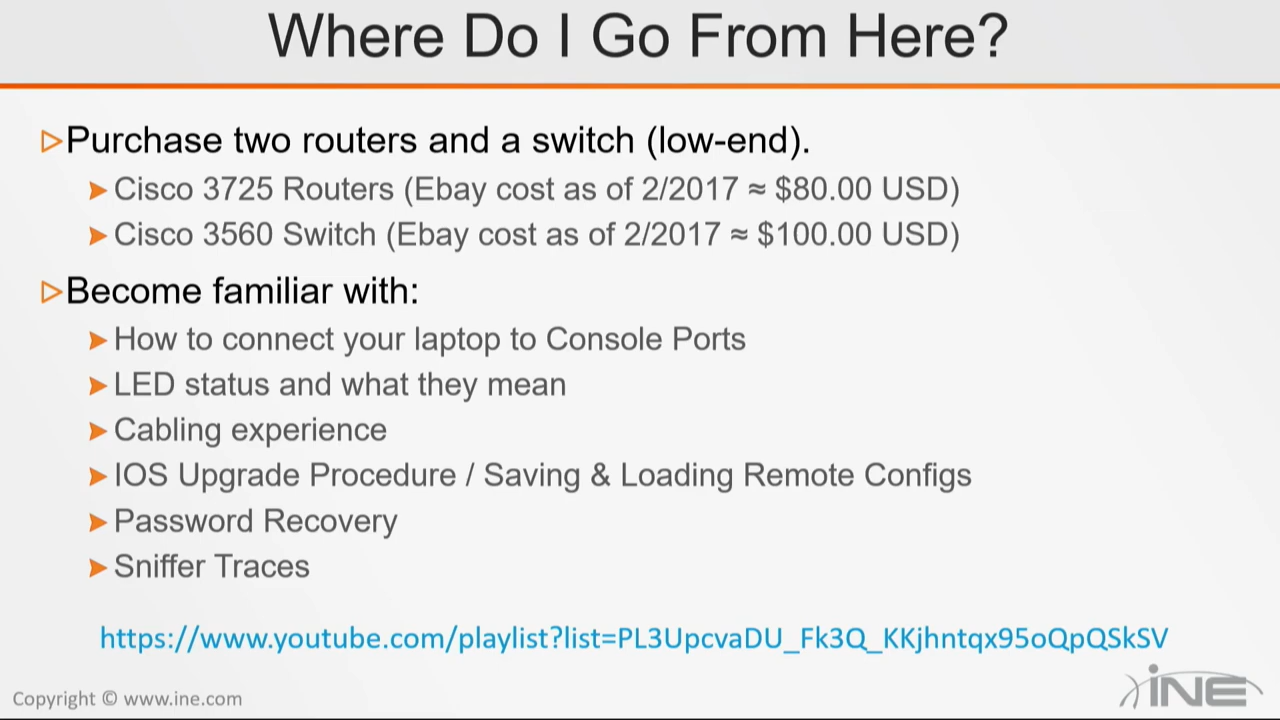 Where Do I Go From Here?
Purchase two routers and a switch (low-end).
Cisco 3725 Routers (Ebay cost as of 2/2017 ≈ $80.00 USD)
Cisco 3560 Switch (Ebay cost as of 2/2017 ≈ $100.00 USD)
Become familiar with:
How to connect your laptop to Console Ports
LED status and what they mean
Cabling experience
IOS Upgrade Procedure / Saving & Loading Remote Configs
Password Recovery
Sniffer Traces
https://www.youtube.com/playlist?list=PL3UpcvaDU_Fk3Q_KKjhntqx95oQpQSkSV
Copyright © www.ine.com
iNE